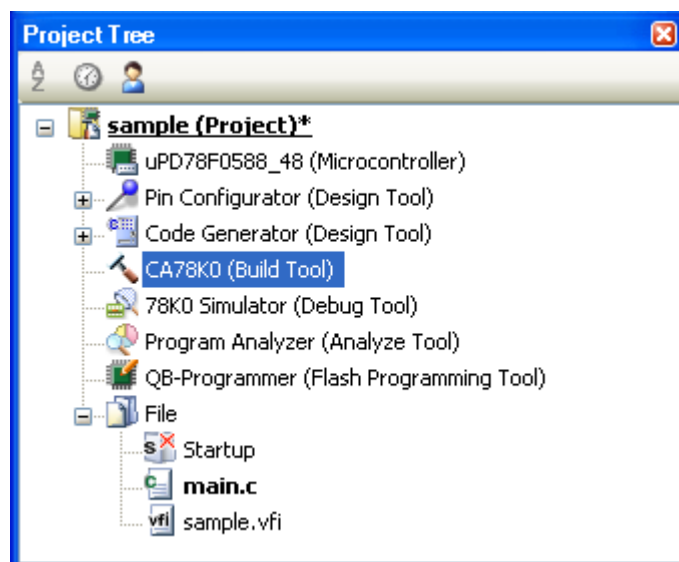 Project Tree
sample (Project)*
uPD78F0588_48 (Microcontroller)
Pin Configurator (Design Tool)
Code Generator (Design Tool)
CA78K0 (Build Tool)
78K0 Simulator (Debug Tool)
Program Analyzer (Analyze Tool)
QB-Programmer (Flash Programming Tool)
File
Startup
main.c
sample.vfi